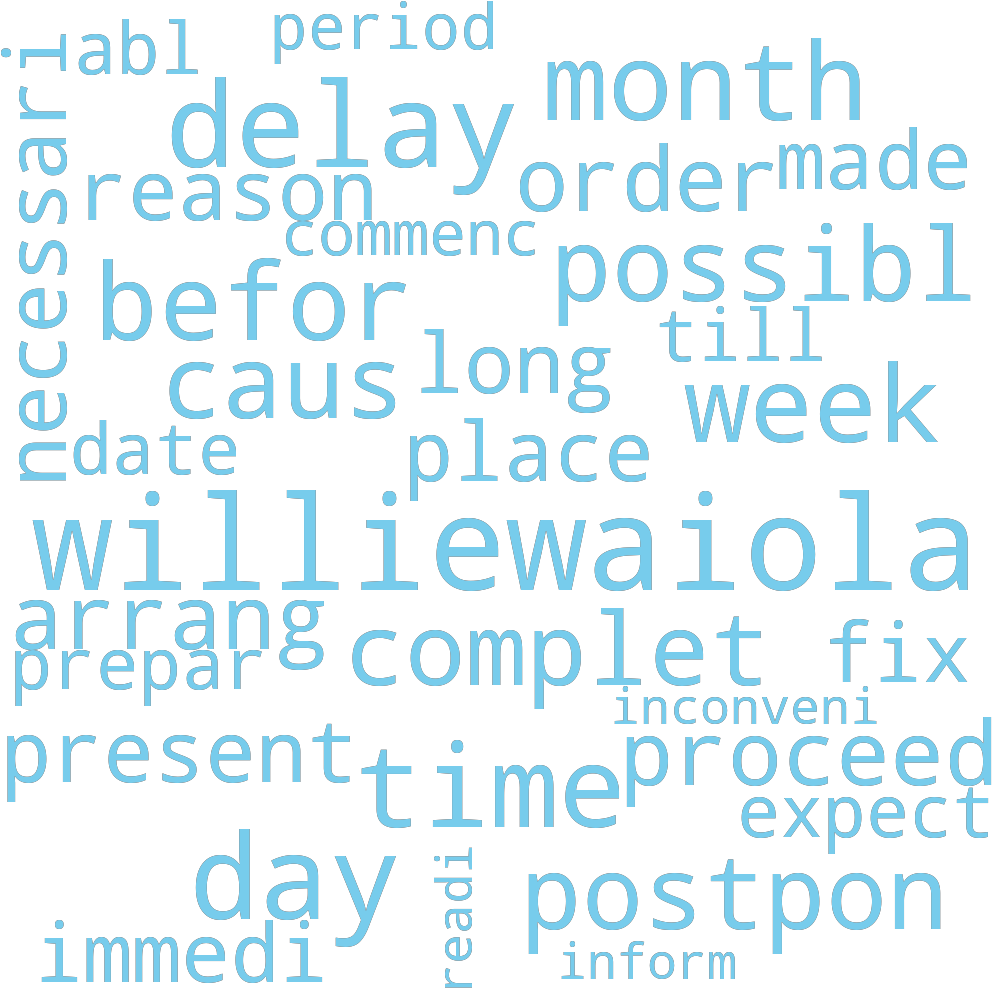 period
abl
month
delay
necessari
made
order
reason
commenc
possibl
befor
till
long
caus
week
place
date
williewaiola
arrang
complet
fix
prepar
inconveni
present
proceed
time
expect
day
readi
postpon
immedi
inform